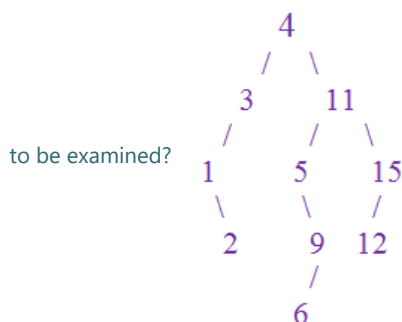 4
/ \
3 11
/ / \
to be examined?
1 5 15
\ \ /
2 9 12
/
6